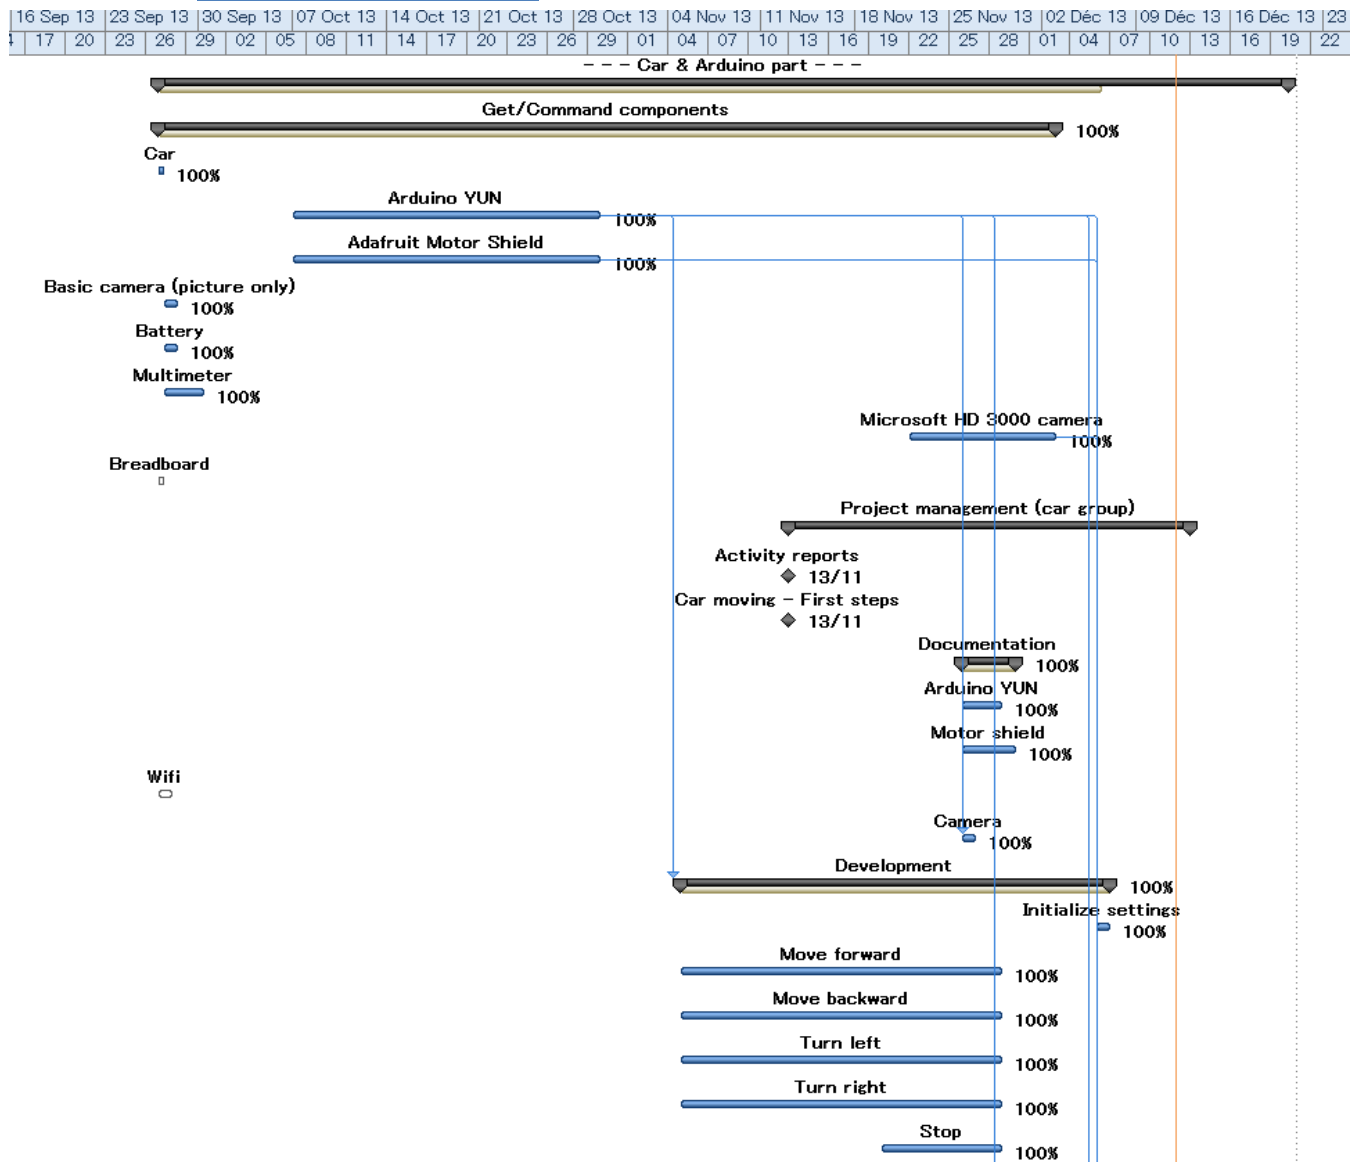 16 Sep 13 23 Sep 13 30 Sep 13 07 Oct 13 14 Oct 13 21 Oct 13 28 Oct 13 04 Nov 13 11 Nov 13 18 Nov 13 25 Nov 13 02 Déc 13 09 Déc 13 16 Déc 13 23
17 20 23 26 29 02 05 08 11 14 17 20 23 26 29 01 04 07 10 13 16 19 22 25 28 01 04 07 10 13 16 19 22
- - - Car & Arduino part - - -
Get/Command components
100%
Car
100%
Arduino YUN
100%
Adafruit Motor Shield
100%
Basic camera (picture only)
100%
Battery
100%
Multimeter
100%
Microsoft HD 3000 camera
100%
Breadboard
Project management (car group)
Activity reports
13/11
Car moving - First steps
13/11
Documentation
100%
Arduino YUN
100%
Motor shield
100%
Wifi
Camera
100%
Development
100%
Initialize settings
100%
Move forward
100%
Move backward
100%
Turn left
100%
Turn right
100%
Stop
100%